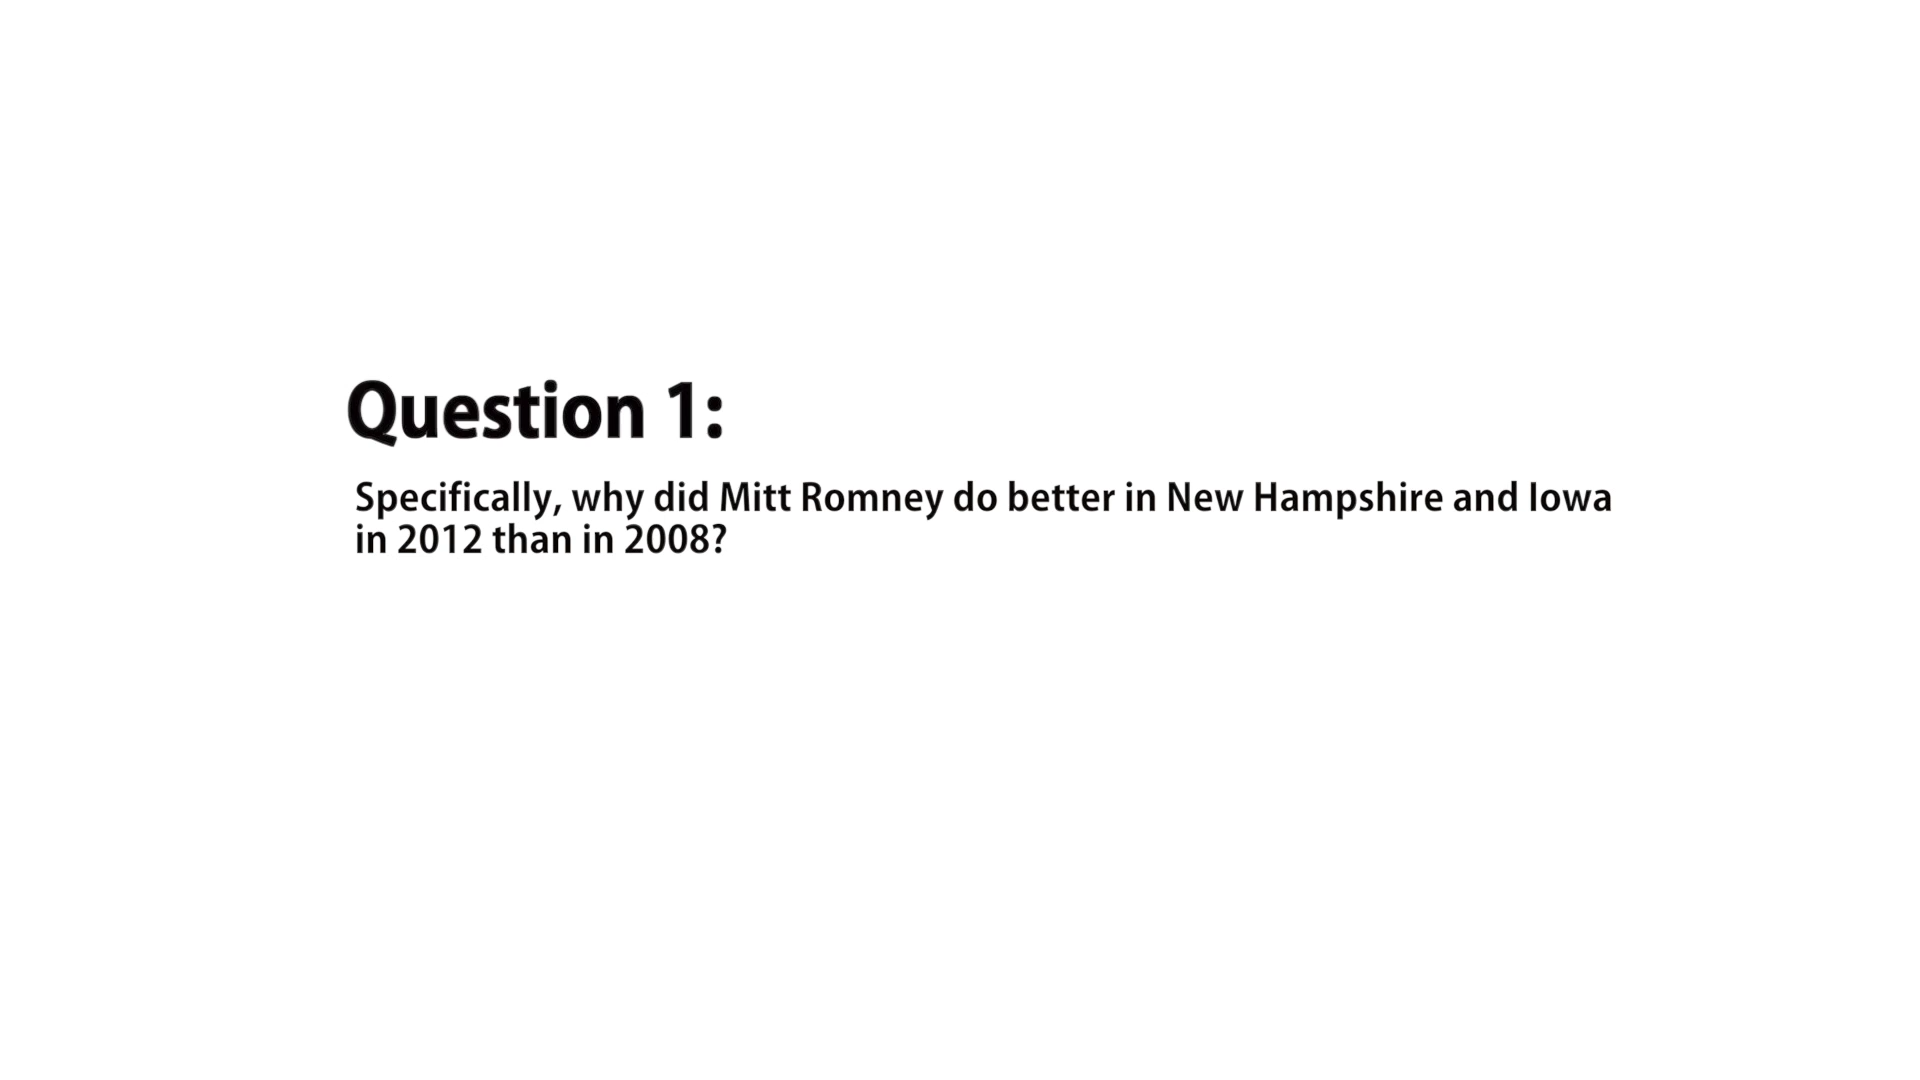 Question 1:
Specifically, why did Mitt Romney do better in New Hampshire and Iowa
in 2012 than in 2008?